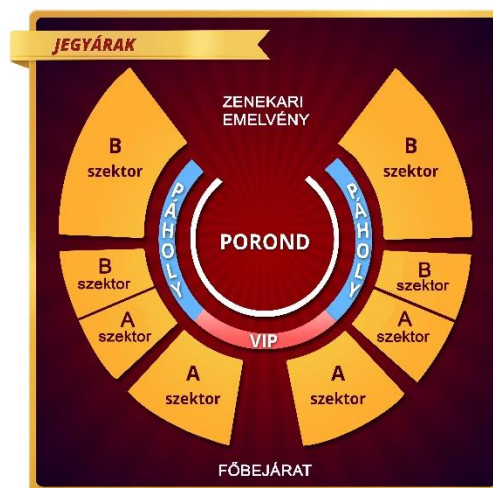 JEGYÁRAK
ZENEKARI
EMELVÉNY
B
szektor
B
szektor
PÁHOLY
POROND
PÁHOLY
B
szektor
B
szektor
A
szektor
A
szektor
VIP
A
szektor
A
szektor
FŐBEJÁRAT